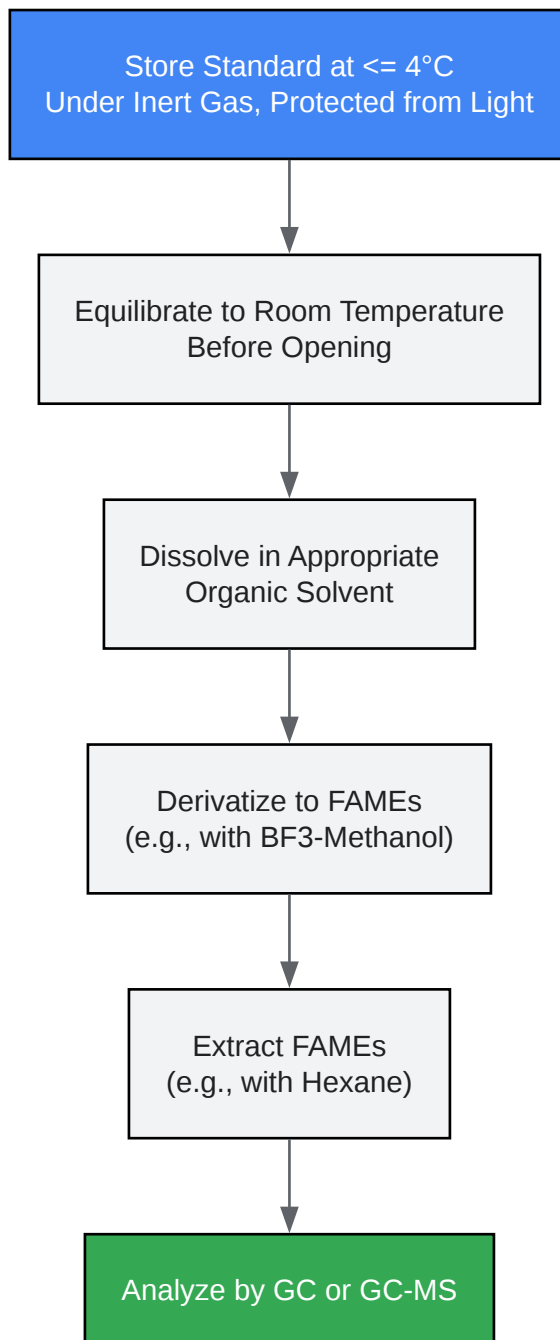 Store Standard at <= 4°C
Under Inert Gas, Protected from Light
Equilibrate to Room Temperature
Before Opening
Dissolve in Appropriate
Organic Solvent
Derivatize to FAMEs
(e.g., with BF3-Methanol)
Extract FAMEs
(e.g., with Hexane)
Analyze by GC or GC-MS